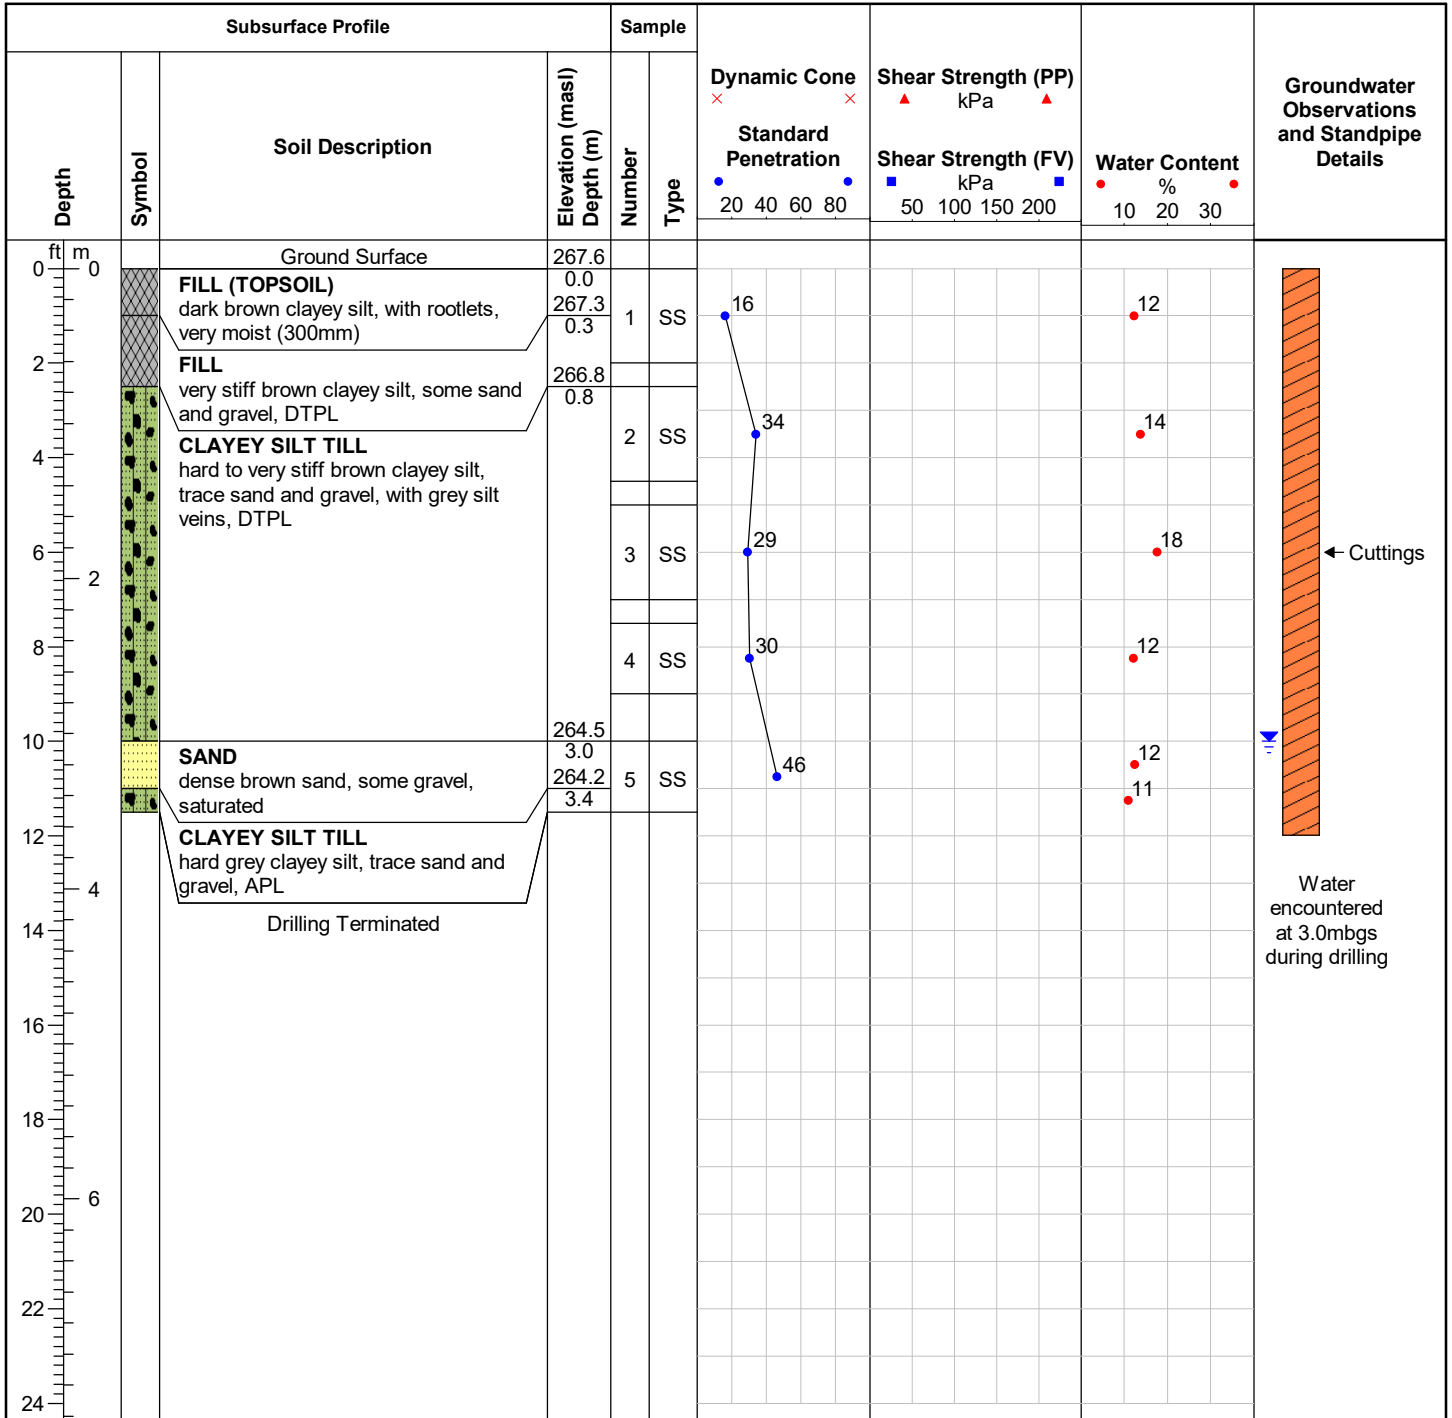 Subsurface Profile
Sample
Depth
Symbol
Soil Description
Elevation (masl)
Depth (m)
Number
Type
Dynamic Cone
Standard
Penetration
20 40 60 80
Shear Strength (PP)
kPa
Shear Strength (FV)
kPa
50 100 150 200
Water Content
%
10 20 30
Groundwater
Observations
and Standpipe
Details
ft m
Ground Surface
267.6
0 0
0.0
FILL (TOPSOIL)
dark brown clayey silt, with rootlets,
very moist (300mm)
267.3
0.3
1 SS
16
12
2
FILL
very stiff brown clayey silt, some sand
and gravel, DTPL
266.8
0.8
CLAYEY SILT TILL
hard to very stiff brown clayey silt,
trace sand and gravel, with grey silt
veins, DTPL
2 SS
34
14
4
3 SS
29
18
6
2
Cuttings
4 SS
30
12
8
264.5
10
3.0
SAND
dense brown sand, some gravel,
saturated
264.2
3.4
5 SS
46
12
11
12
CLAYEY SILT TILL
hard grey clayey silt, trace sand and
gravel, APL
4
Drilling Terminated
Water
encountered
at 3.0mbgs
during drilling
14
16
18
6
20
22
24